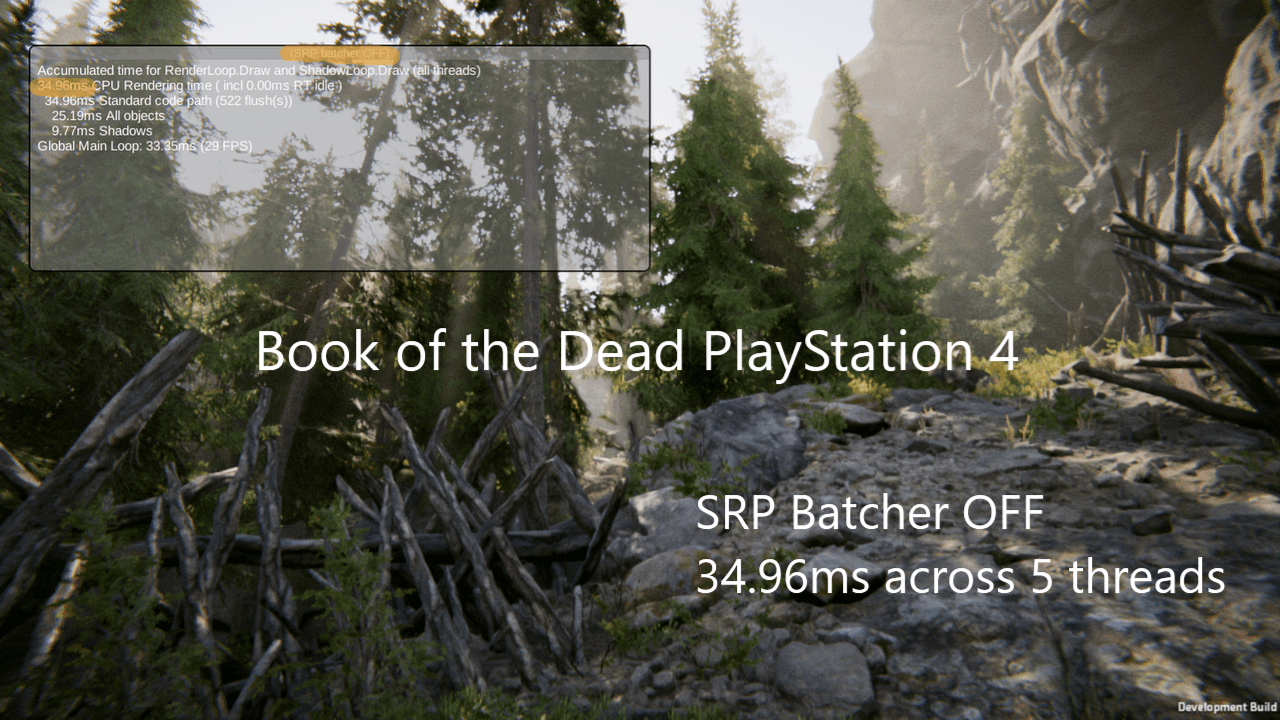 (SRP batcher OFF)
Accumulated time for RenderLoop.Draw and ShadowLoop.Draw (all threads)
34.96ms CPU Rendering time ( incl 0.00ms RT idle )
34.96ms Standard code path (522 flush(s))
25.19ms All objects
9.77ms Shadows
Global Main Loop: 33.35ms (29 FPS)
Book of the Dead PlayStation 4
SRP Batcher OFF
34.96ms across 5 threads
Development Build